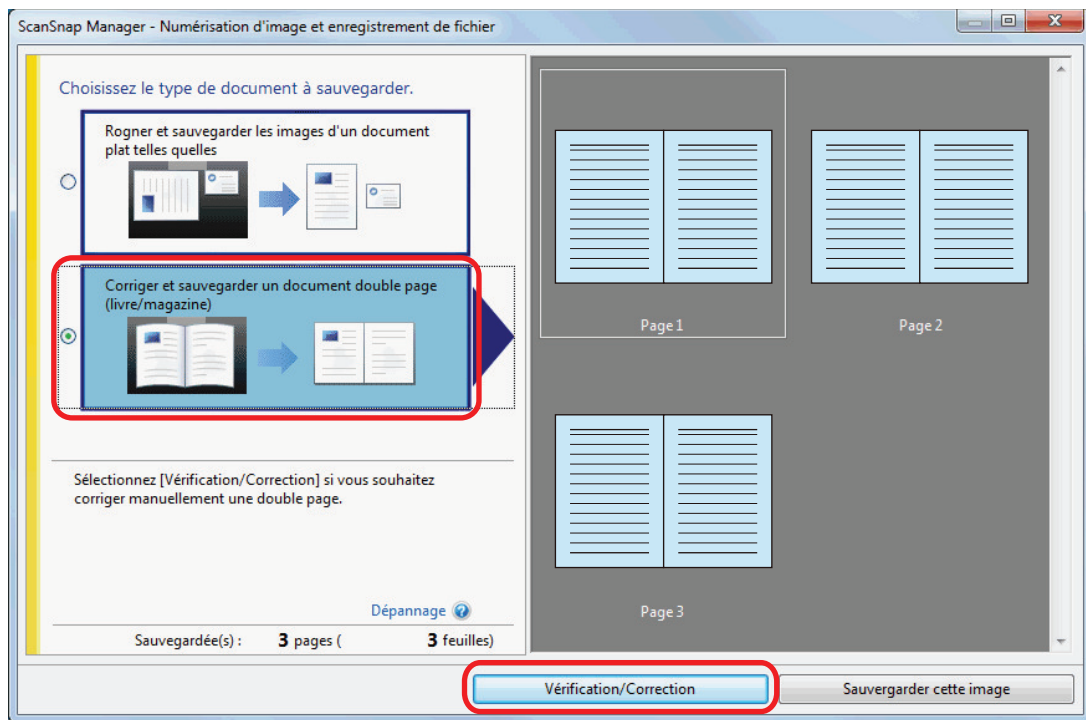 ScanSnap Manager - Numérisation d'image et enregistrement de fichier
Choisissez le type de document à sauvegarder.
Rogner et sauvegarder les images d'un document
plat telles quelles
Corriger et sauvegarder un document double page
(livre/magazine)
Sélectionnez [Vérification/Correction] si vous souhaitez
corriger manuellement une double page.
Dépannage
Sauvegardée(s) : 3 pages ( 3 feuilles)
Page 1
Page 2
Page 3
Vérification/Correction
Sauvergarder cette image